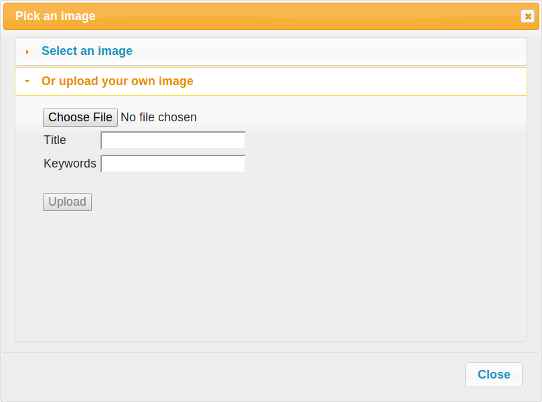 Pick an image
Select an image
Or upload your own image
Choose File No file chosen
Title
Keywords
Upload
Close